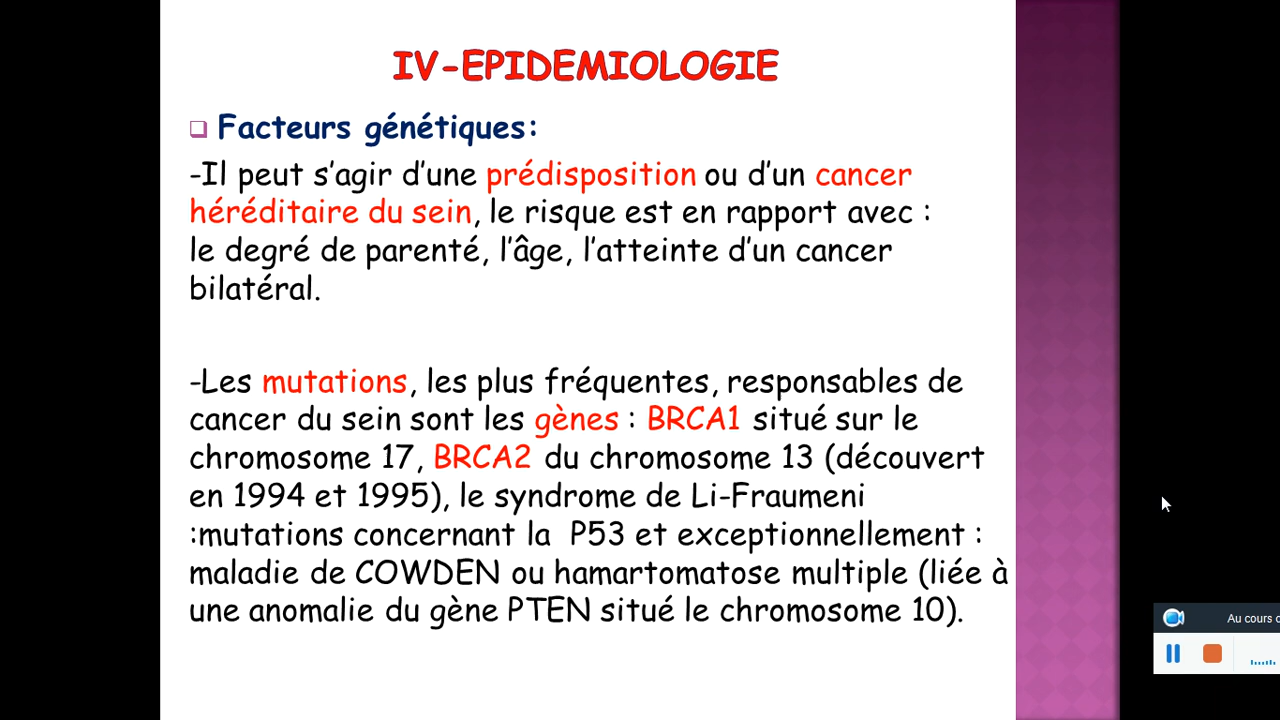 IV-EPIDEMIOLOGIE
Facteurs génétiques:
-Il peut s’agir d’une prédisposition ou d’un cancer
héréditaire du sein, le risque est en rapport avec :
le degré de parenté, l’âge, l’atteinte d’un cancer
bilatéral.
-Les mutations, les plus fréquentes, responsables de
cancer du sein sont les gènes : BRCA1 situé sur le
chromosome 17, BRCA2 du chromosome 13 (découvert
en 1994 et 1995), le syndrome de Li-Fraumeni
:mutations concernant la P53 et exceptionnellement :
maladie de COWDEN ou hamartomatose multiple (liée à
une anomalie du gène PTEN situé le chromosome 10).
Au cours